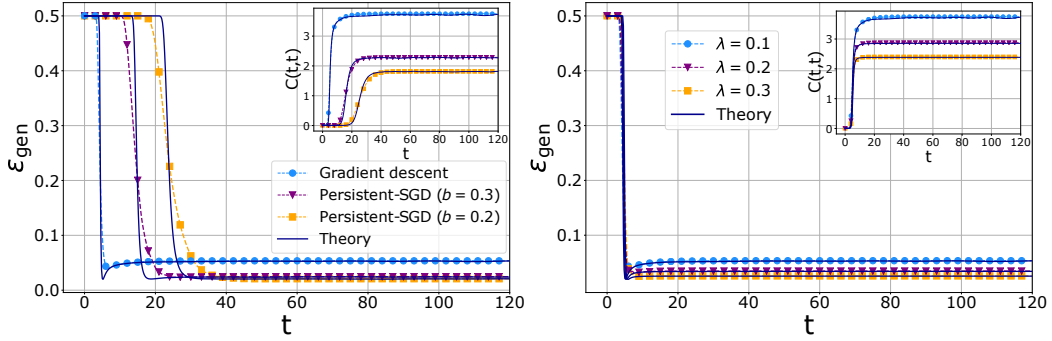 0.5
0.4
0.3
0.2
0.1
0.0
ε_gen
0 20 40 60 80 100 120
t
C(t,t)
3
2
1
0
0 20 40 60 80 100 120
t
Gradient descent
Persistent-SGD (b = 0.3)
Persistent-SGD (b = 0.2)
Theory
0.5
0.4
0.3
0.2
0.1
ε_gen
0 20 40 60 80 100 120
t
λ = 0.1
λ = 0.2
λ = 0.3
Theory
C(t,t)
3
2
1
0
0 20 40 60 80 100 120
t